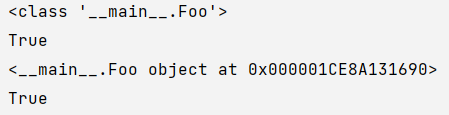 <class '__main__.Foo'>
True
<__main__.Foo object at 0x000001CE8A131690>
True